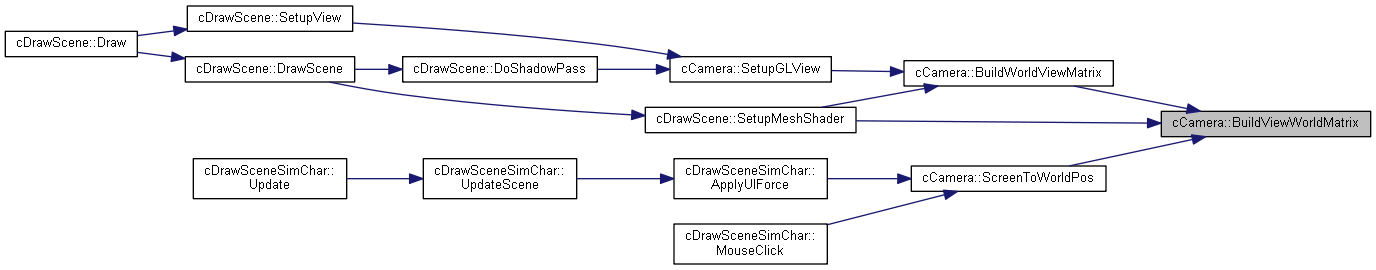 cDrawScene::SetupView
cDrawScene::Draw
cDrawScene::DrawScene
cDrawScene::DoShadowPass
cCamera::SetupGLView
cCamera::BuildWorldViewMatrix
cDrawScene::SetupMeshShader
cCamera::BuildViewWorldMatrix
cDrawSceneSimChar::
Update
cDrawSceneSimChar::
UpdateScene
cDrawSceneSimChar::
ApplyUIForce
cCamera::ScreenToWorldPos
cDrawSceneSimChar::
MouseClick